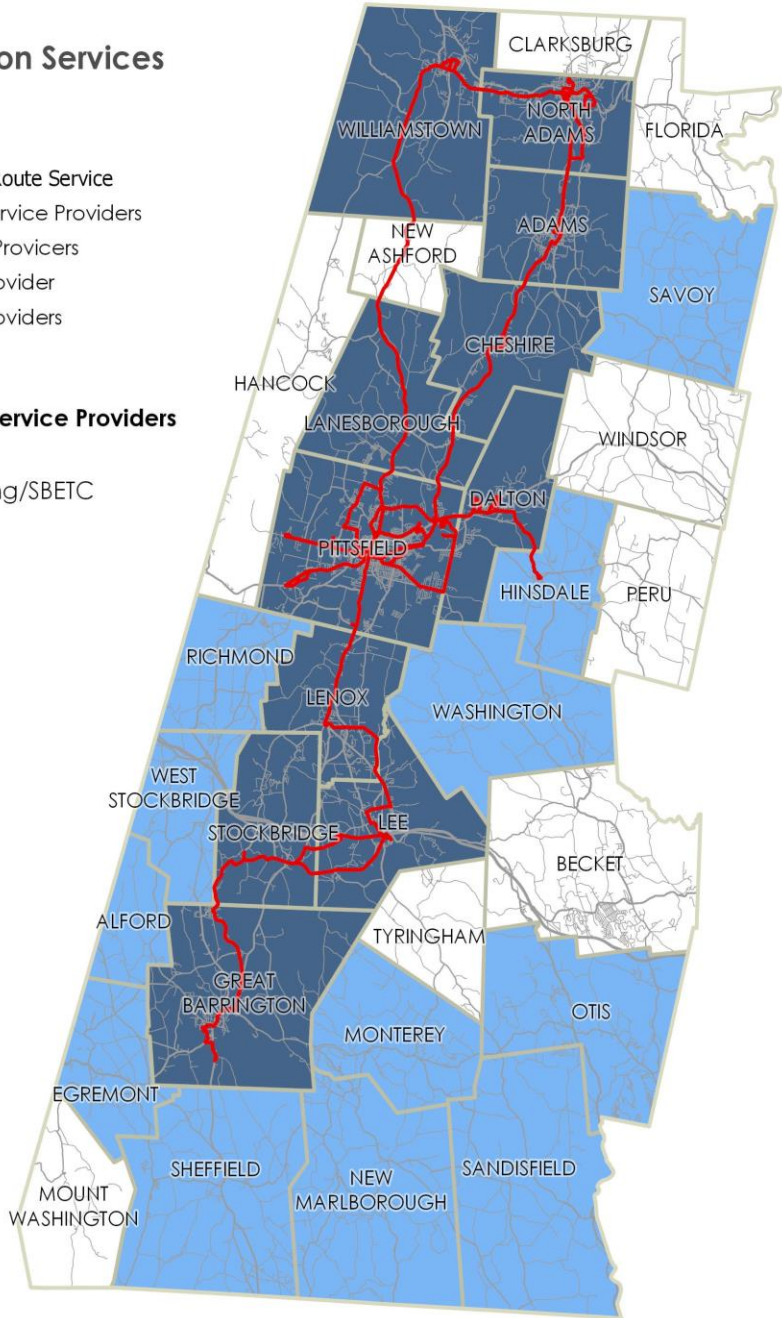 on Services
oute Service
rvice Providers
Provicers
ovider
oviders
ervice Providers
ng/SBETC
CLARKSBURG
WILLIAMSTOWN
NORTH
ADAMS
FLORIDA
NEW
ASHFORD
ADAMS
SAVOY
CHESHIRE
HANCOCK
LANESBOROUGH
WINDSOR
DALTON
PITTSFIELD
HINSDALE
PERU
RICHMOND
LENOX
WASHINGTON
WEST
STOCKBRIDGE
STOCKBRIDGE
LEE
BECKET
ALFORD
TYRINGHAM
GREAT
BARRINGTON
MONTEREY
OTIS
EGREMONT
SHEFFIELD
NEW
MARLBOROUGH
SANDISFIELD
MOUNT
WASHINGTON